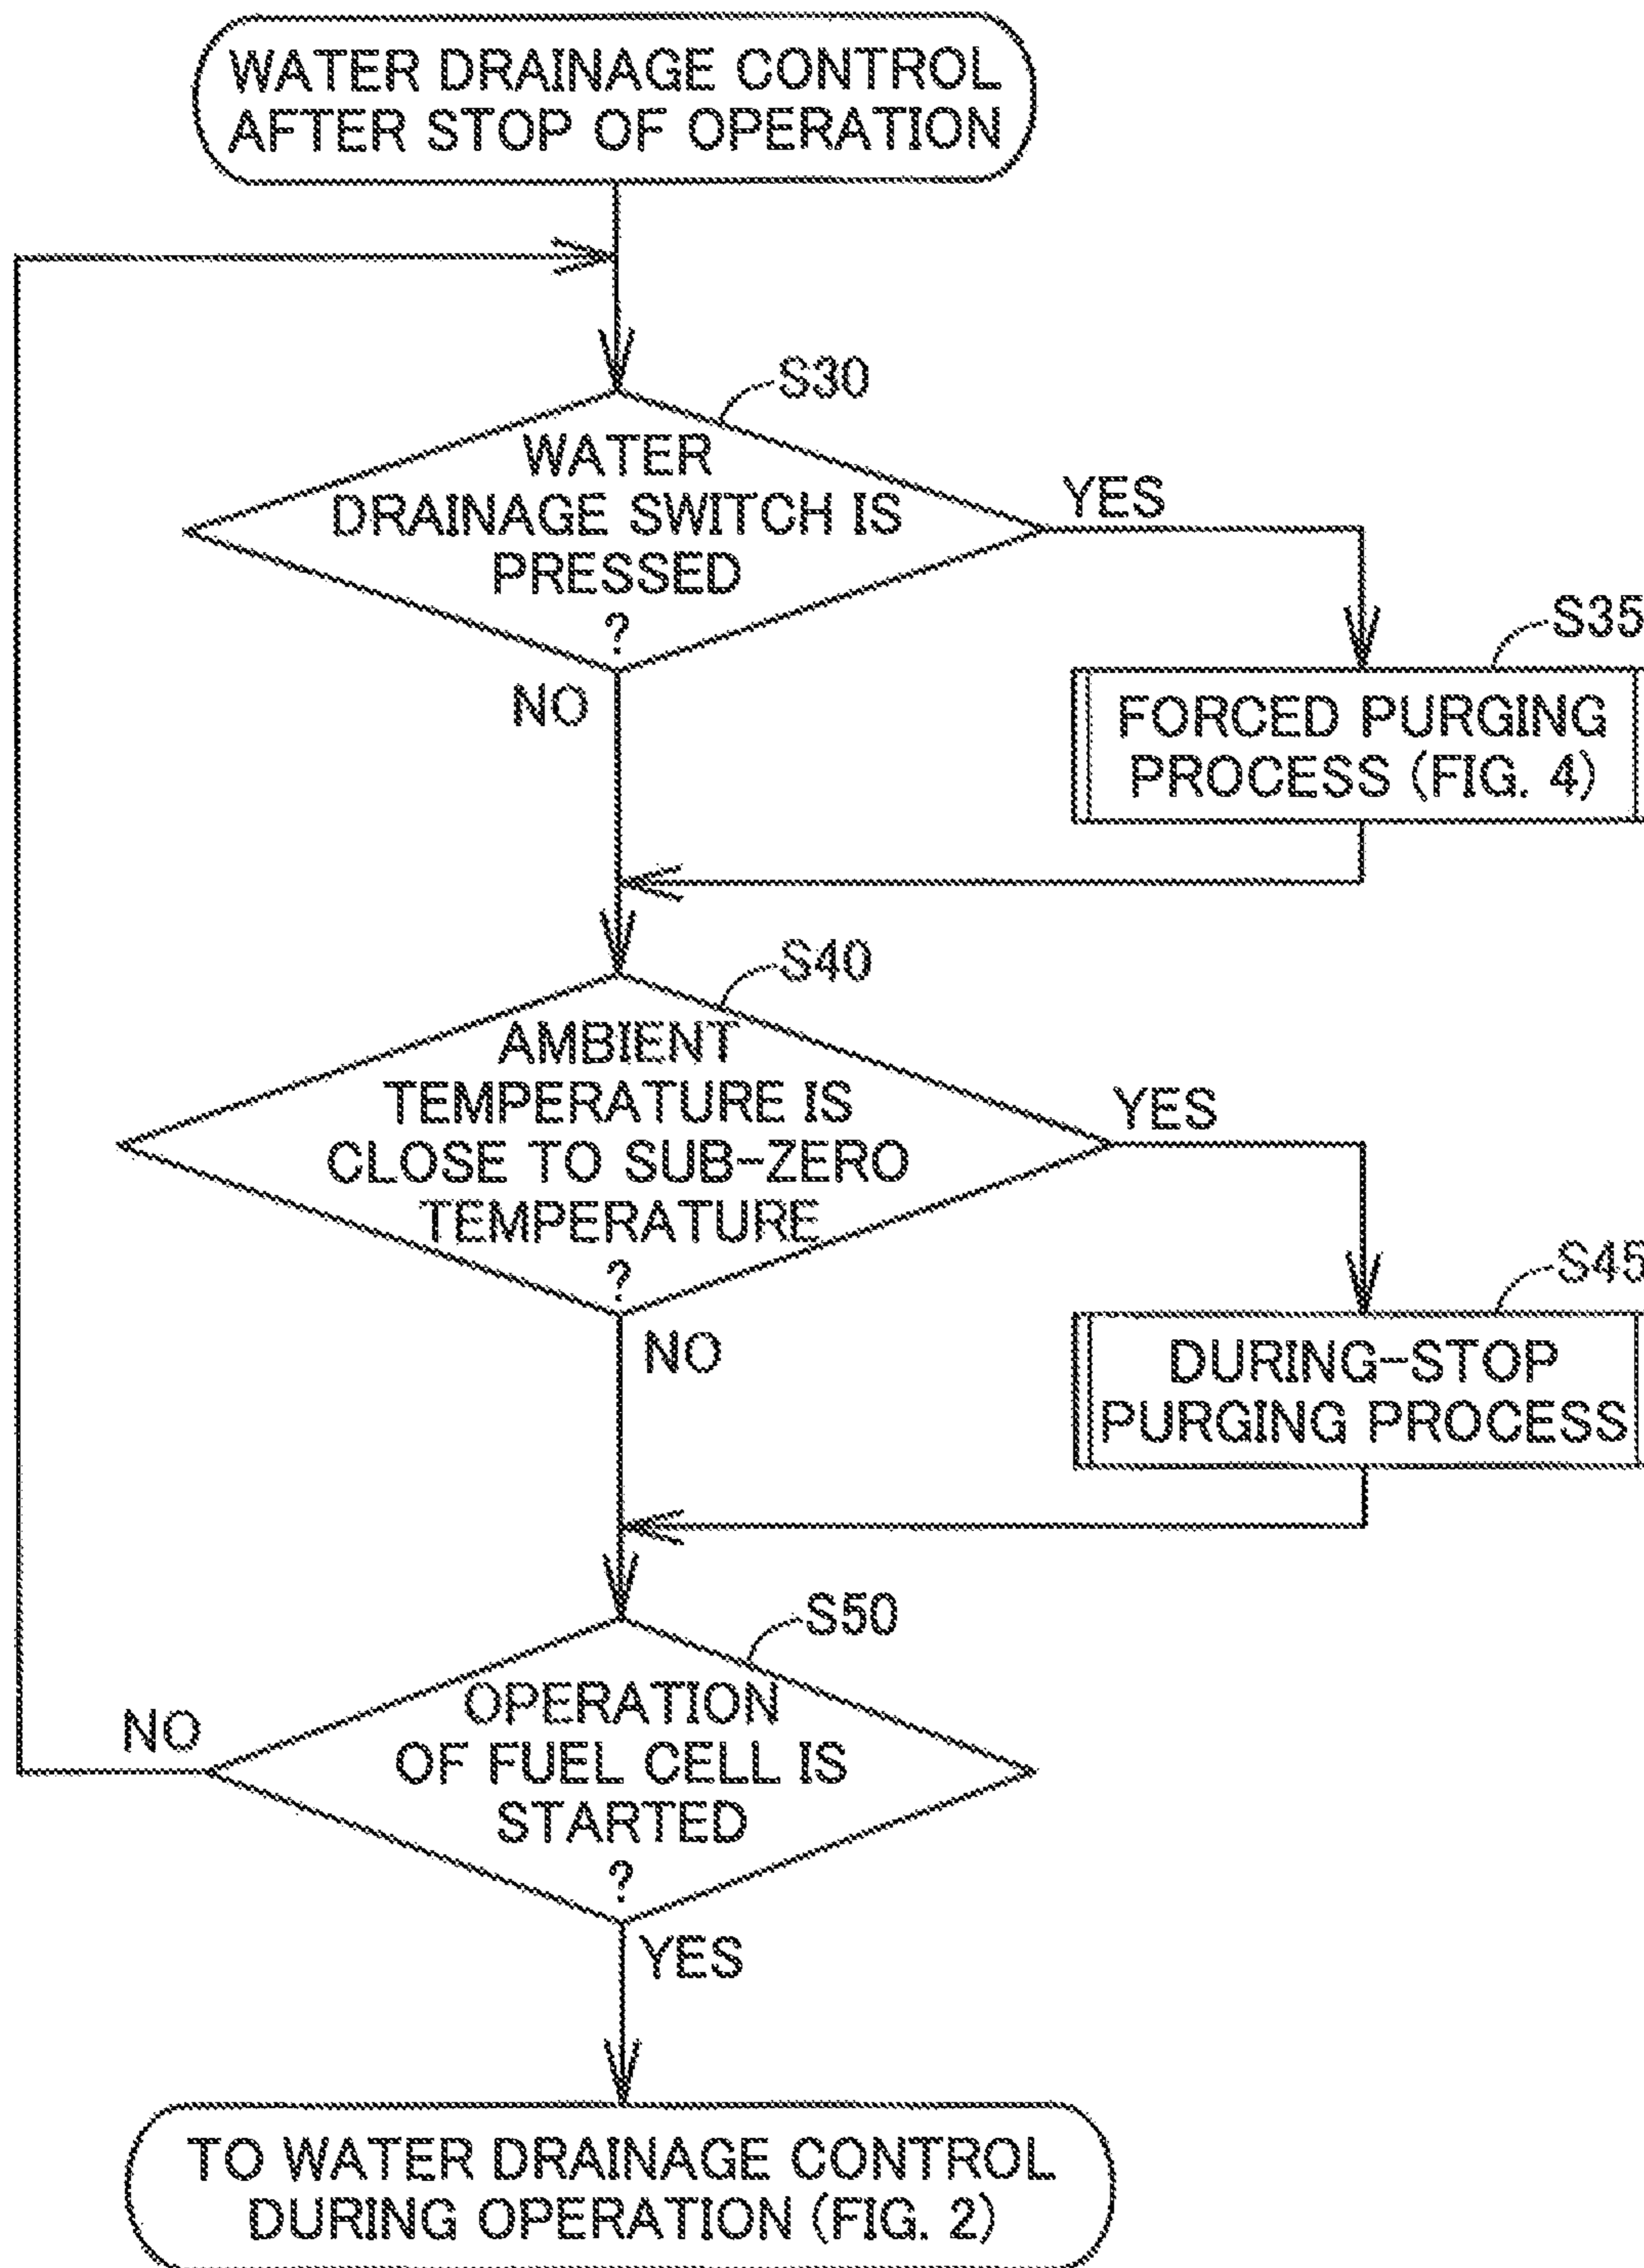 WATER DRAINAGE CONTROL
AFTER STOP OF OPERATION
S30
WATER
DRAINAGE SWITCH IS
PRESSED
?
YES
NO
S35
FORCED PURGING
PROCESS (FIG. 4)
S40
AMBIENT
TEMPERATURE IS
CLOSE TO SUB-ZERO
TEMPERATURE
?
YES
NO
S45
DURING-STOP
PURGING PROCESS
S50
OPERATION
OF FUEL CELL IS
STARTED
?
NO
YES
TO WATER DRAINAGE CONTROL
DURING OPERATION (FIG. 2)